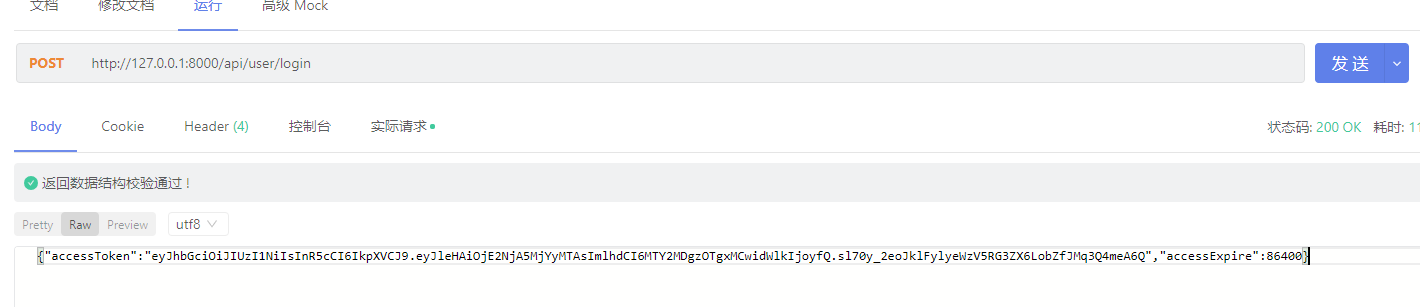 文档 修改文档 运行 高级 Mock
POST http://127.0.0.1:8000/api/user/login 发 送
Body Cookie Header (4) 控制台 实际请求 状态码: 200 OK 耗时: 11
返回数据结构校验通过！
Pretty Raw Preview utf8
{"accessToken":"eyJhbGciOiJIUzI1NiIsInR5cCI6IkpXVCJ9.eyJleHAiOjE2NjA5MjYyMTAsImlhdCI6MTY2MDgzOTgxMCwidWlkIjoyfQ.sl70y_2eoJklFylyeWzV5RG3ZX6LobZfJMq3Q4meA6Q","accessExpire":86400}